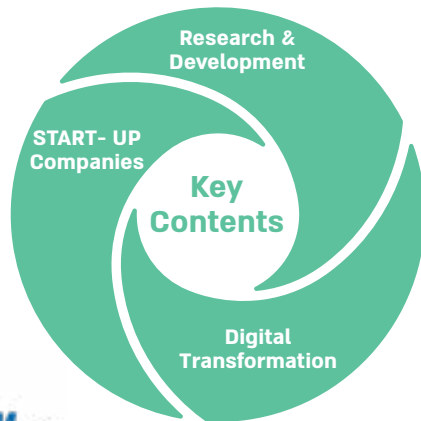 Research &
Development
START- UP
Companies
Key
Contents
Digital
Transformation